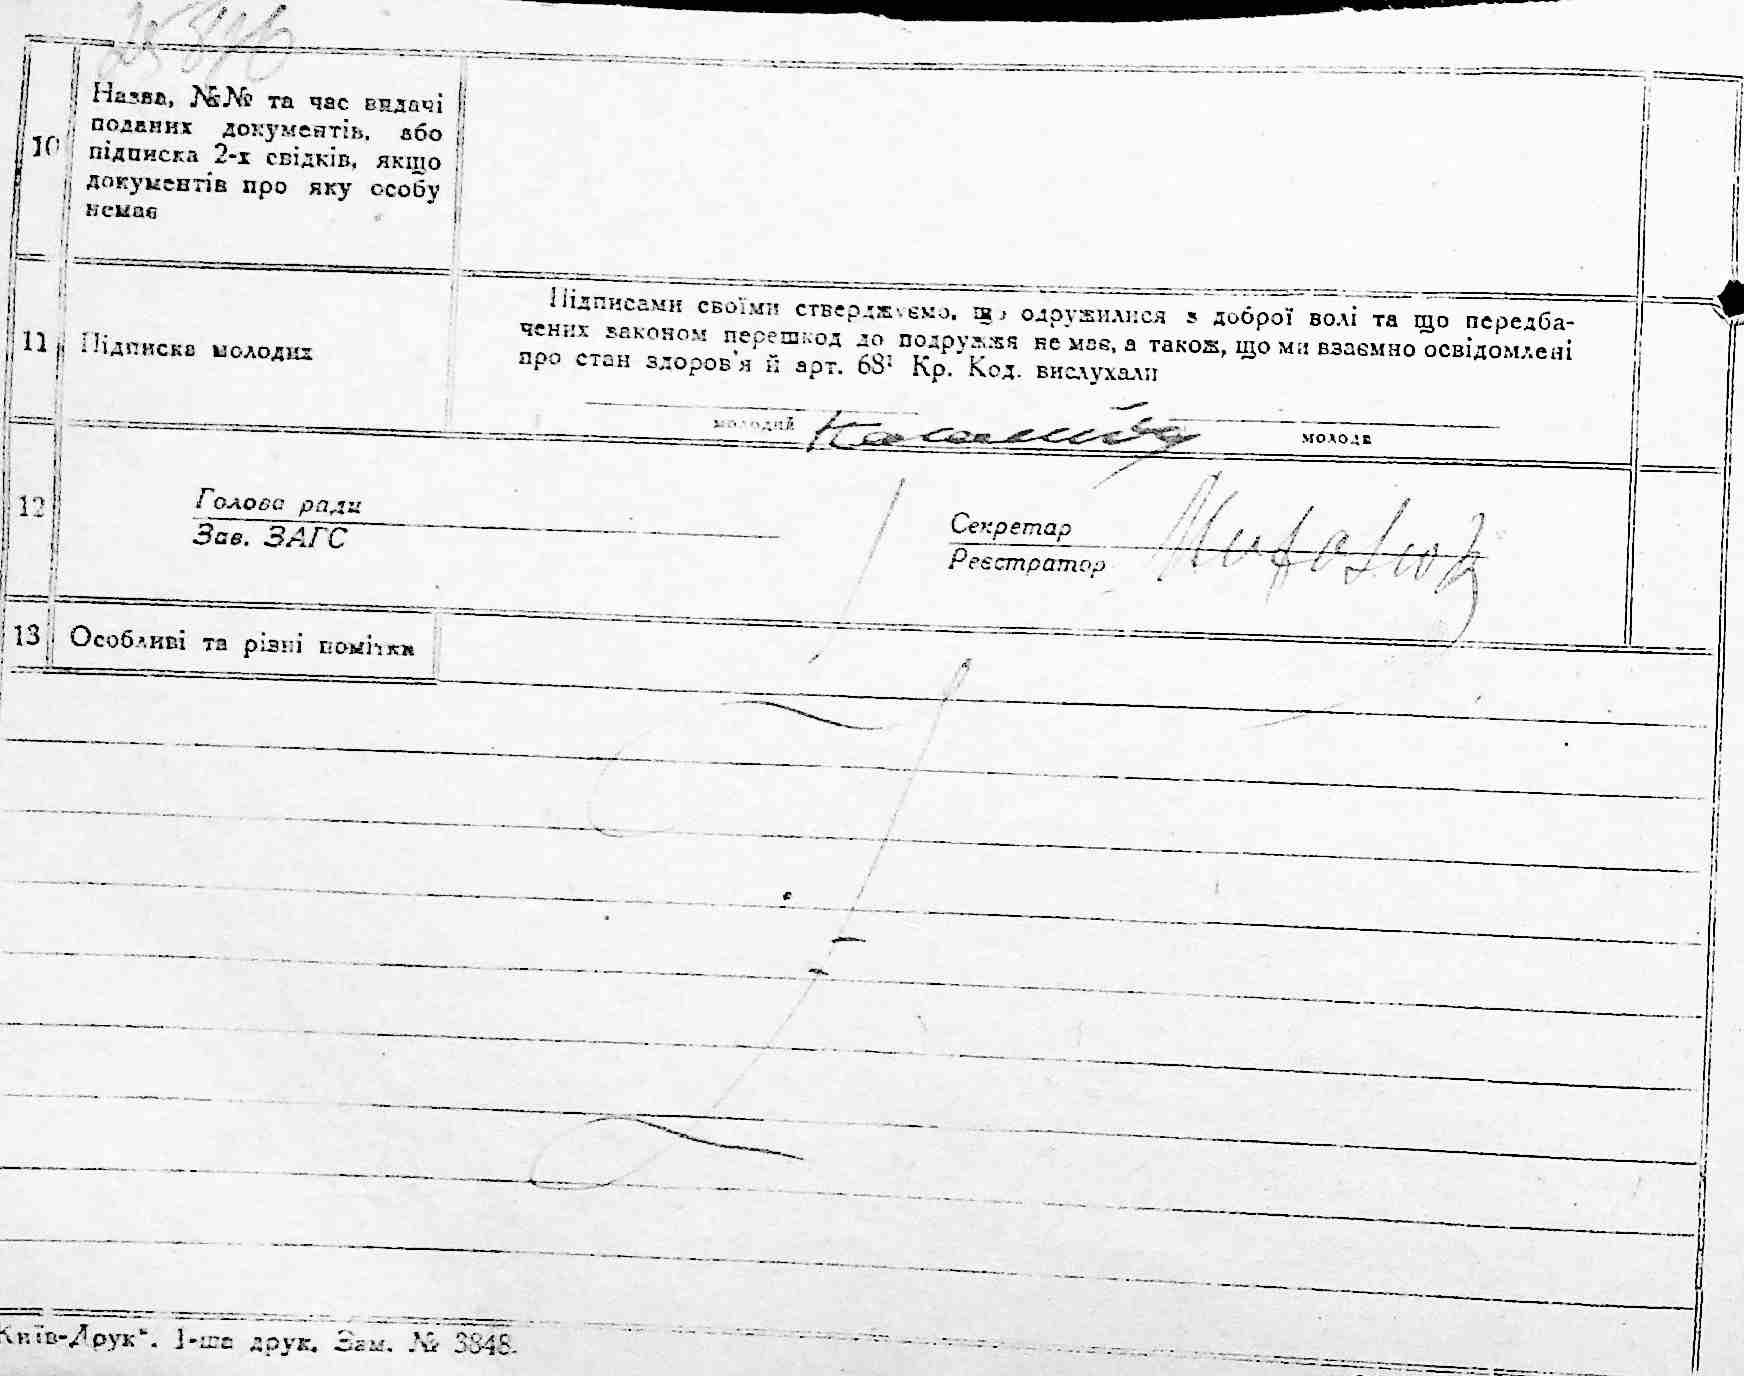 10
Назва, №№ та час видачі
поданих документів, або
підписка 2-х свідків, якщо
документів про яку особу
немає
11
Підписка молодих
Підписами своїми стверджуємо, що одружилися з доброї волі та що передба-
чених законом перешкод до подружжя немає, а також, що ми взаємно освідомлені
про стан здоров'я й арт. 68¹ Кр. Код. вислухали
молодий
молода
12
Голова ради
Зав. ЗАГС
Секретар
Реєстратор
13
Особливі та різні помітки
Київ-Друк". 1-ша друк. Зам. № 3848.